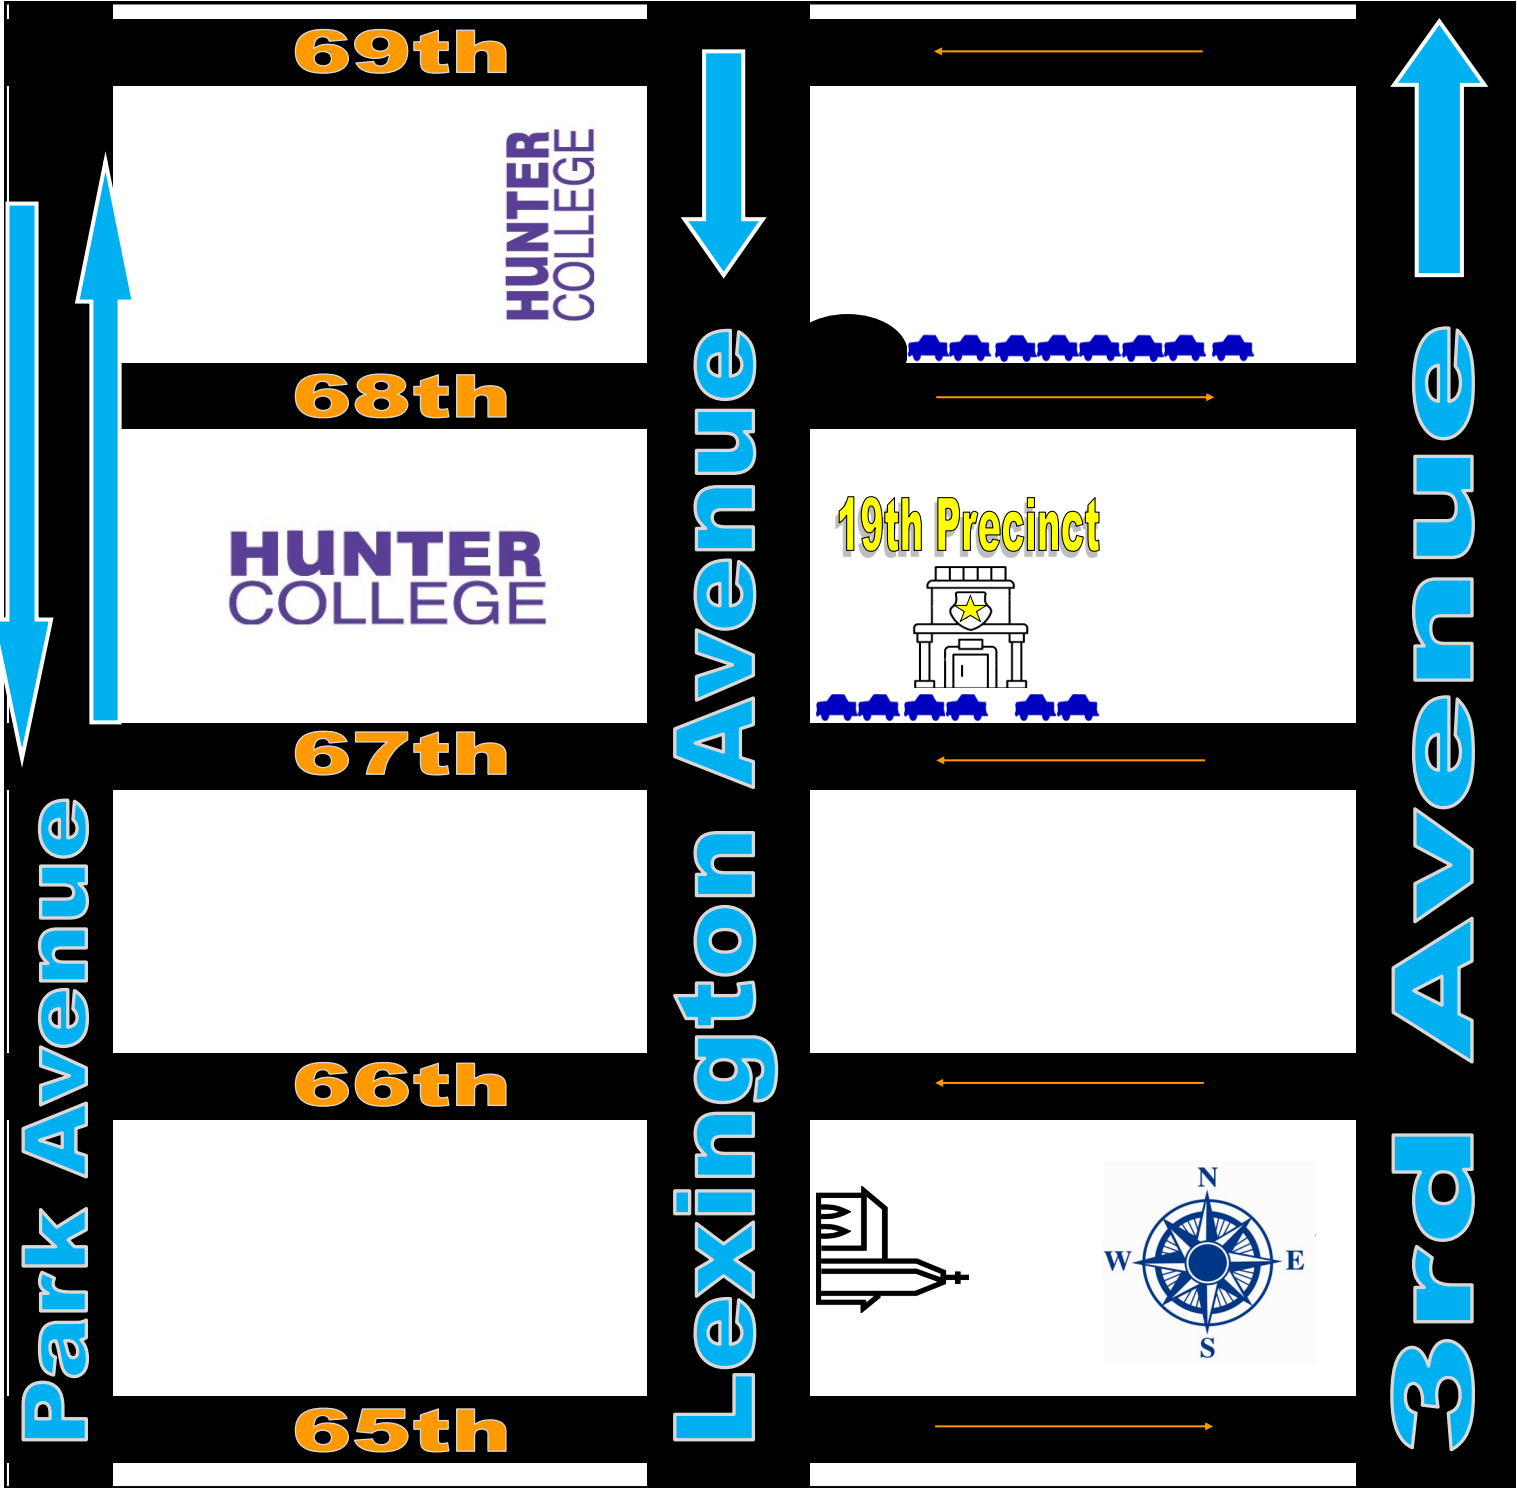 69th
HUNTER
COLLEGE
68th
HUNTER
COLLEGE
19th Precinct
67th
66th
65th
Park Avenue
Lexington Avenue
3rd Avenue
N
W
E
S